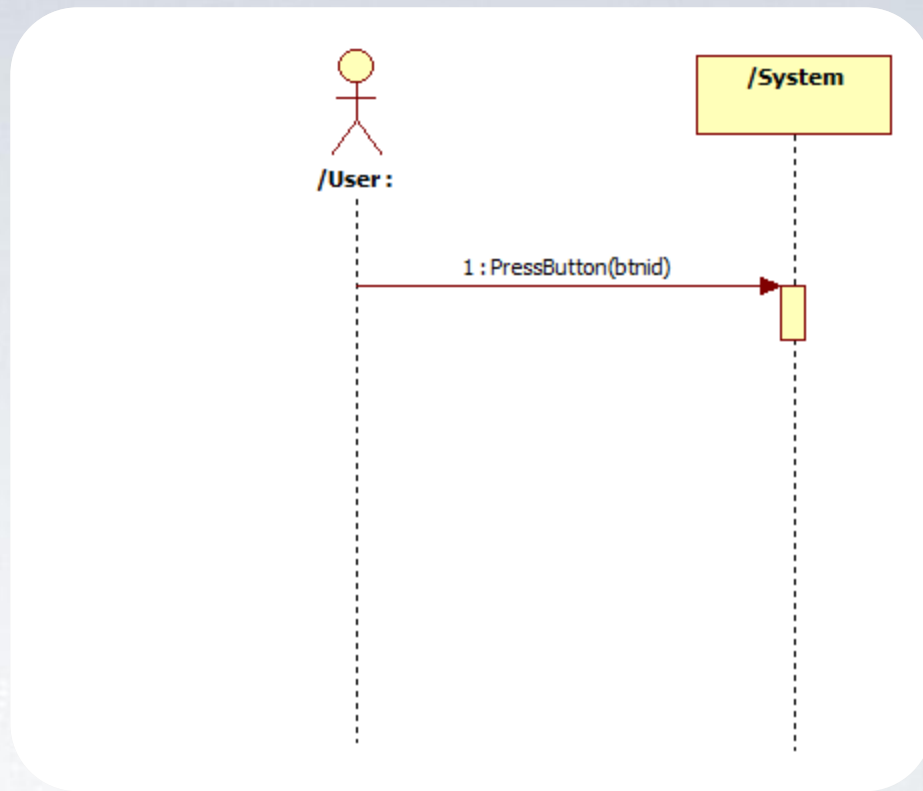 /System
/User :
1 : PressButton(btnid)